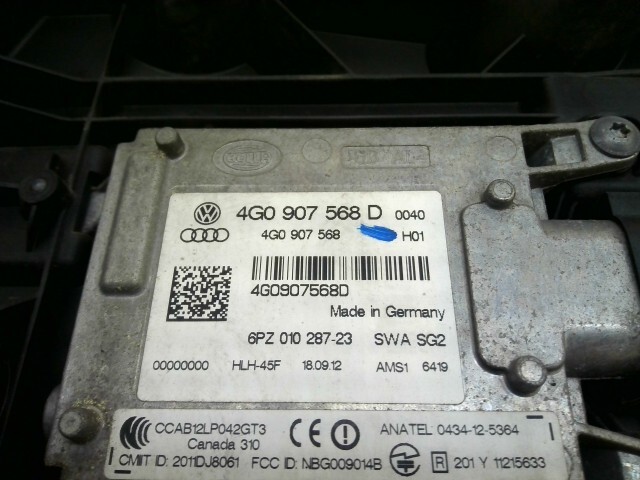 HELLA
4G0 907 568 D 0040
4G0 907 568 H01
4G0907568D
Made in Germany
6PZ 010 287-23 SWA SG2
00000000 HLH-45F 18.09.12 AMS1 6419
CCAB12LP042GT3
Canada 310
ANATEL 0434-12-5364
CMIIT ID: 2011DJ8061 FCC ID: NBG009014B R 201 Y 11215633